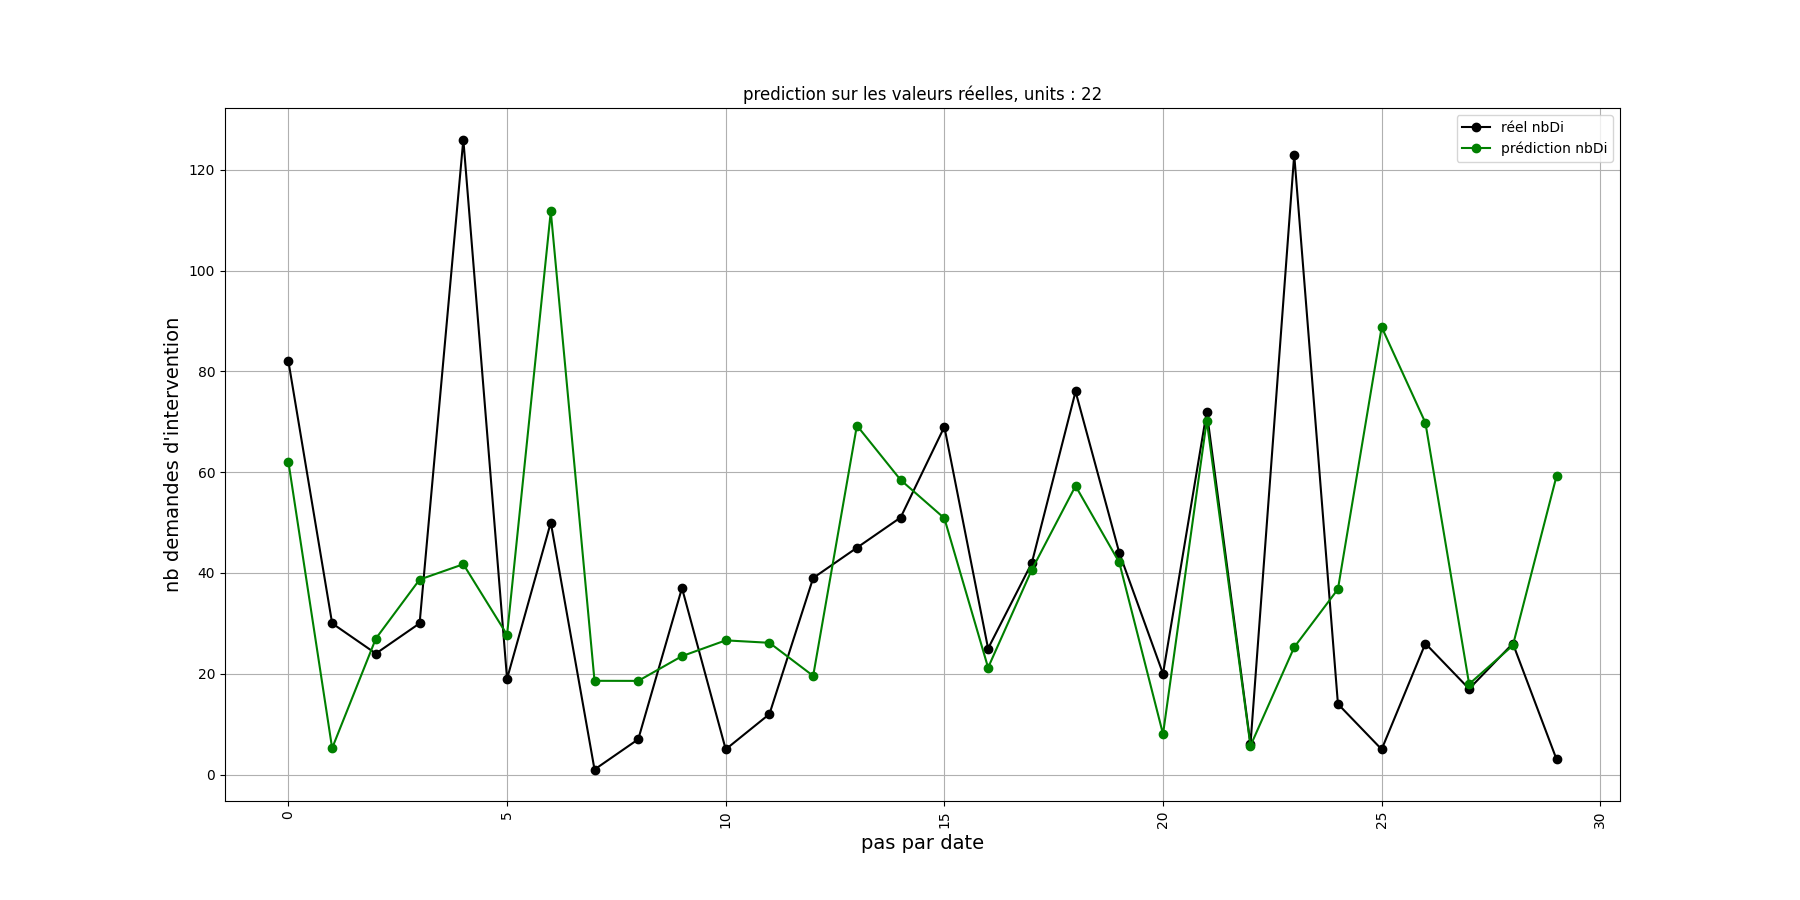 prediction sur les valeurs réelles, units : 22
réel nbDi
prédiction nbDi
nb demandes d'intervention
120
100
80
60
40
20
0
0
5
10
15
20
25
30
pas par date